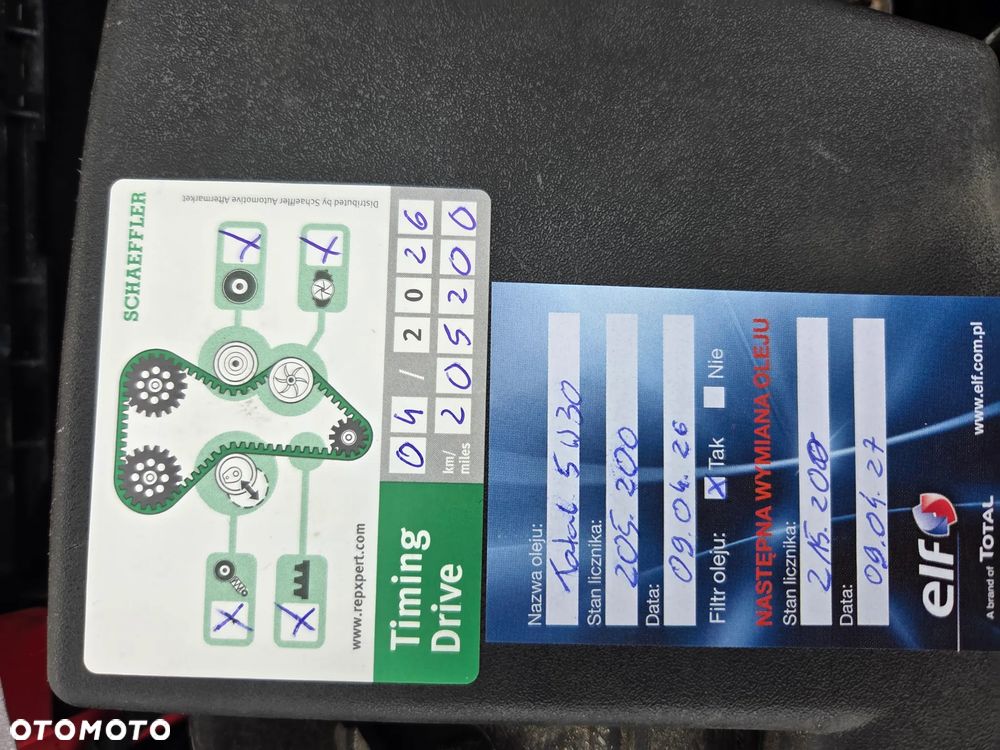 SCHAEFFLER
Distributed by Schaeffler Automotive Aftermarket
X
X
X
X
www.repxpert.com
Timing
Drive
04 / 2026
km/
miles
205200
Nazwa oleju:
Total 5W30
Stan licznika:
205.200
Data:
09.04.26
Filtr oleju: X Tak Nie
NASTĘPNA WYMIANA OLEJU
Stan licznika:
215.200
Data:
09.04.27
elf
A brand of TOTAL
www.elf.com.pl
OTOMOTO